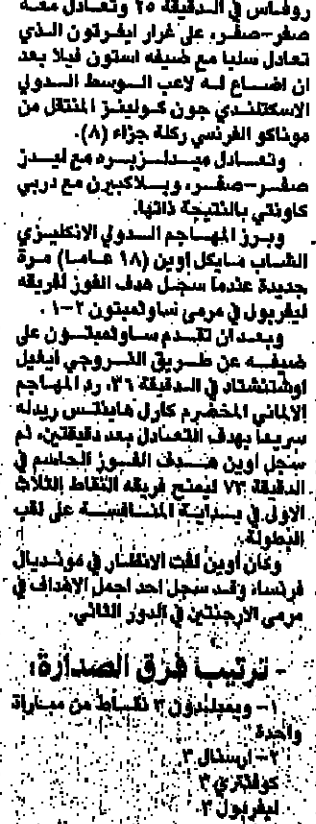 روفاس في الدقيقة ٢٥ وتعادل معه
صفر-صفر، على غرار ايفرتون الذي
تعادل سلبا مع ضيفه استون فيلا بعد
ان اضاع له لاعب الوسط الدولي
الاسكتلندي جون كولينز المنتقل من
موناكو الفرنسي ركلة جزاء (٨).
وتعادل ميدلزبره مع ليدز
صفر-صفر، وبلاكبيرن مع دربي
كاونتي بالنتيجة ذاتها.
وبرز المهاجم الدولي الانكليزي
الشاب مايكل اوين (١٨ عاما) مرة
جديدة عندما سجل هدف الفوز لفريقه
ليفربول في مرمى ساوثمبتون ٢-١.
وبعد ان تقدم ساوثمبتون على
ضيفه عن طريق النروجي ايغيل
اوشتنشتاد في الدقيقة ٣٦، رد المهاجم
الالماني المخضرم كارل هاينتس ريدله
سريعا بهدف التعادل بعد دقيقتين، ثم
سجل اوين هدف الفوز الحاسم في
الدقيقة ٧٣ ليمنح فريقه النقاط الثلاث
الاولى في بداية المنافسة على لقب
البطولة.
وكان اوين لفت الانظار في مونديال
فرنسا، وقد سجل احد اجمل الاهداف في
مرمى الارجنتين في الدور الثاني.
- ترتيب فرق الصدارة:
١- ويمبلدون ٣ نقاط من مباراة
واحدة
٢- ارسنال ٣
كوفنتري ٣
ليفربول ٣.